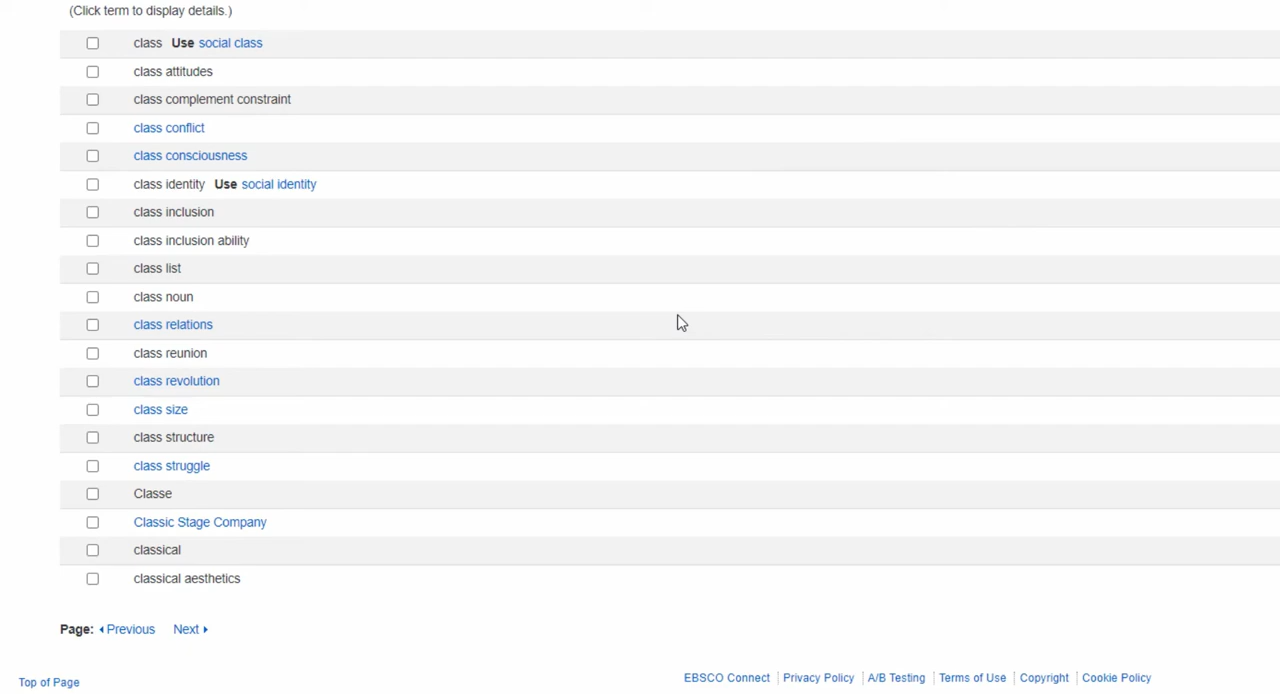 (Click term to display details.)
class Use social class
class attitudes
class complement constraint
class conflict
class consciousness
class identity Use social identity
class inclusion
class inclusion ability
class list
class noun
class relations
class reunion
class revolution
class size
class structure
class struggle
Classe
Classic Stage Company
classical
classical aesthetics
Page: Previous Next
EBSCO Connect Privacy Policy A/B Testing Terms of Use Copyright Cookie Policy
Top of Page